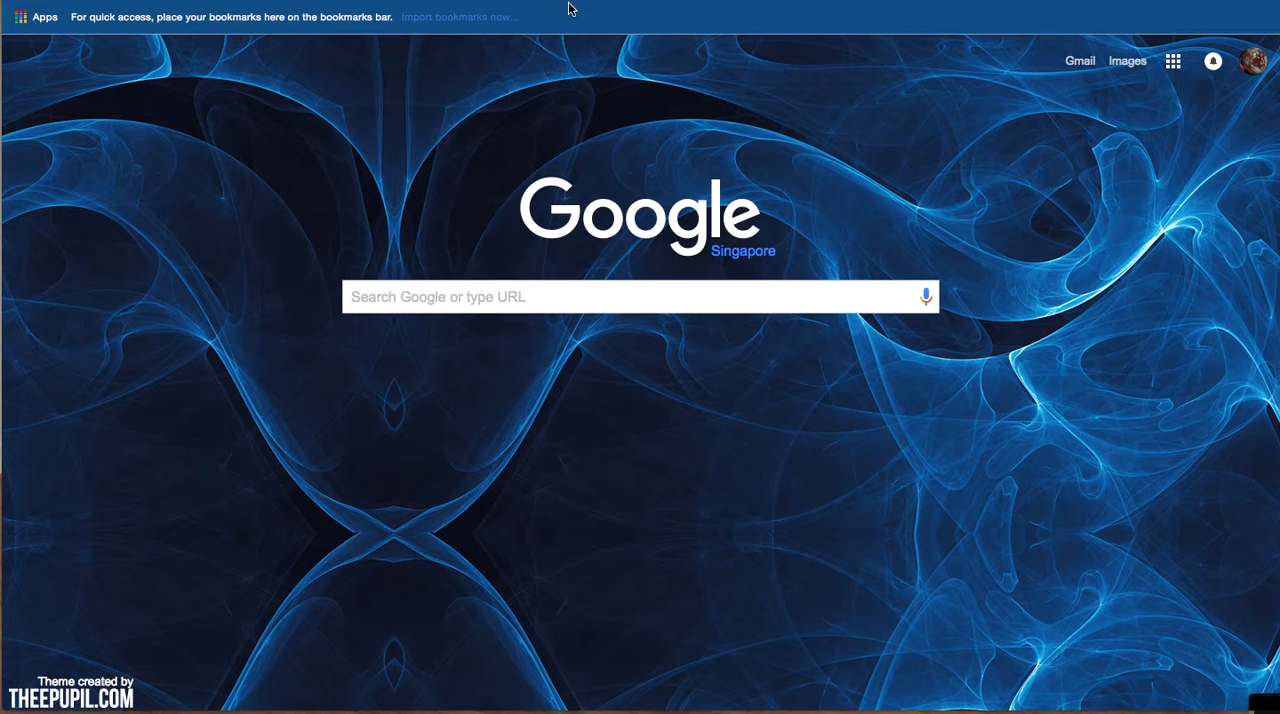 Apps For quick access, place your bookmarks here on the bookmarks bar. Import bookmarks now...
Gmail Images
Google
Singapore
Search Google or type URL
Theme created by
THEEPUPIL.COM